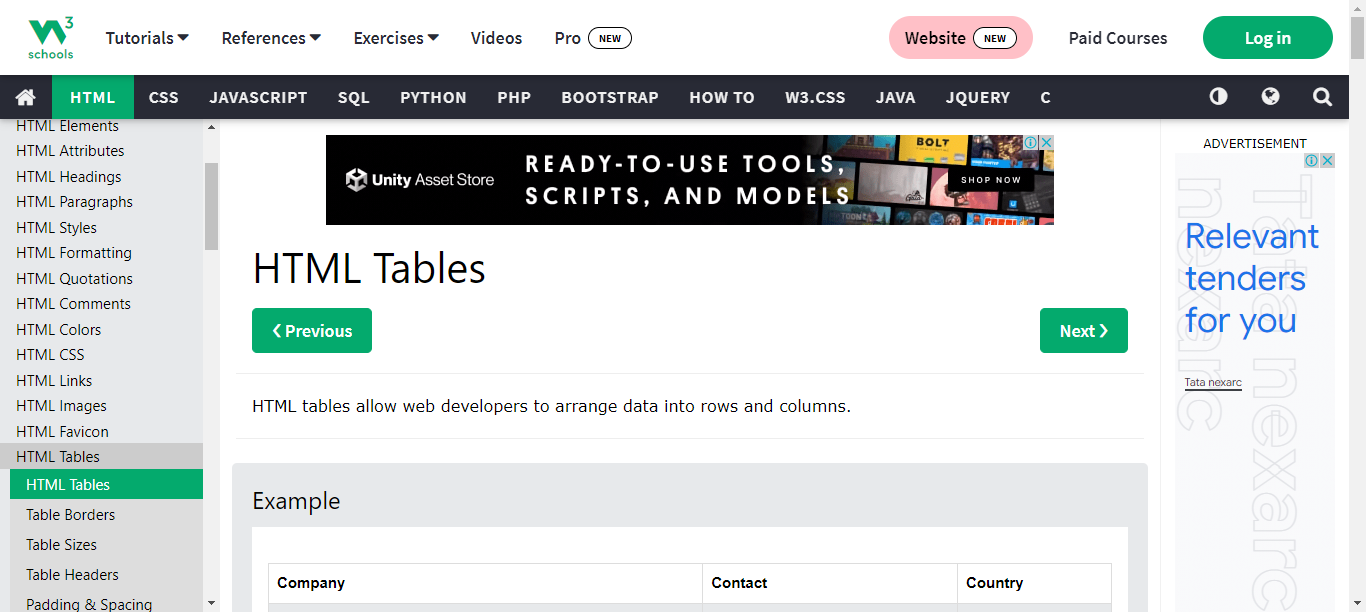 3
schools
Tutorials
References
Exercises
Videos
Pro NEW
Website NEW
Paid Courses
Log in
HTML
CSS
JAVASCRIPT
SQL
PYTHON
PHP
BOOTSTRAP
HOW TO
W3.CSS
JAVA
JQUERY
C
HTML Elements
HTML Attributes
HTML Headings
HTML Paragraphs
HTML Styles
HTML Formatting
HTML Quotations
HTML Comments
HTML Colors
HTML CSS
HTML Links
HTML Images
HTML Favicon
HTML Tables
HTML Tables
Table Borders
Table Sizes
Table Headers
Padding & Spacing
Unity Asset Store
READY-TO-USE TOOLS,
SCRIPTS, AND MODELS
BOLT
SHOP NOW
HTML Tables
❮ Previous
Next ❯
HTML tables allow web developers to arrange data into rows and columns.
Example
Company
Contact
Country
ADVERTISEMENT
Relevant
tenders
for you
Tata nexarc
Tata nexarc
nexarc